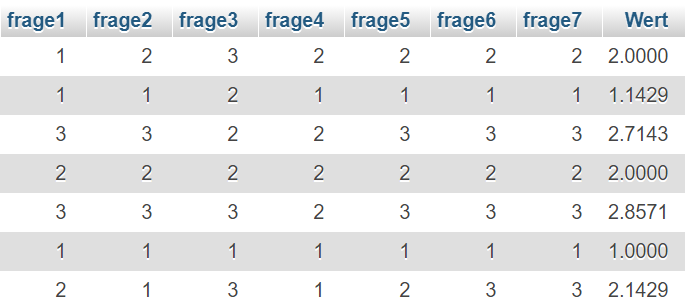 frage1 frage2 frage3 frage4 frage5 frage6 frage7 Wert
1 2 3 2 2 2 2 2.0000
1 1 2 1 1 1 1 1.1429
3 3 2 2 3 3 3 2.7143
2 2 2 2 2 2 2 2.0000
3 3 3 2 3 3 3 2.8571
1 1 1 1 1 1 1 1.0000
2 1 3 1 2 3 3 2.1429